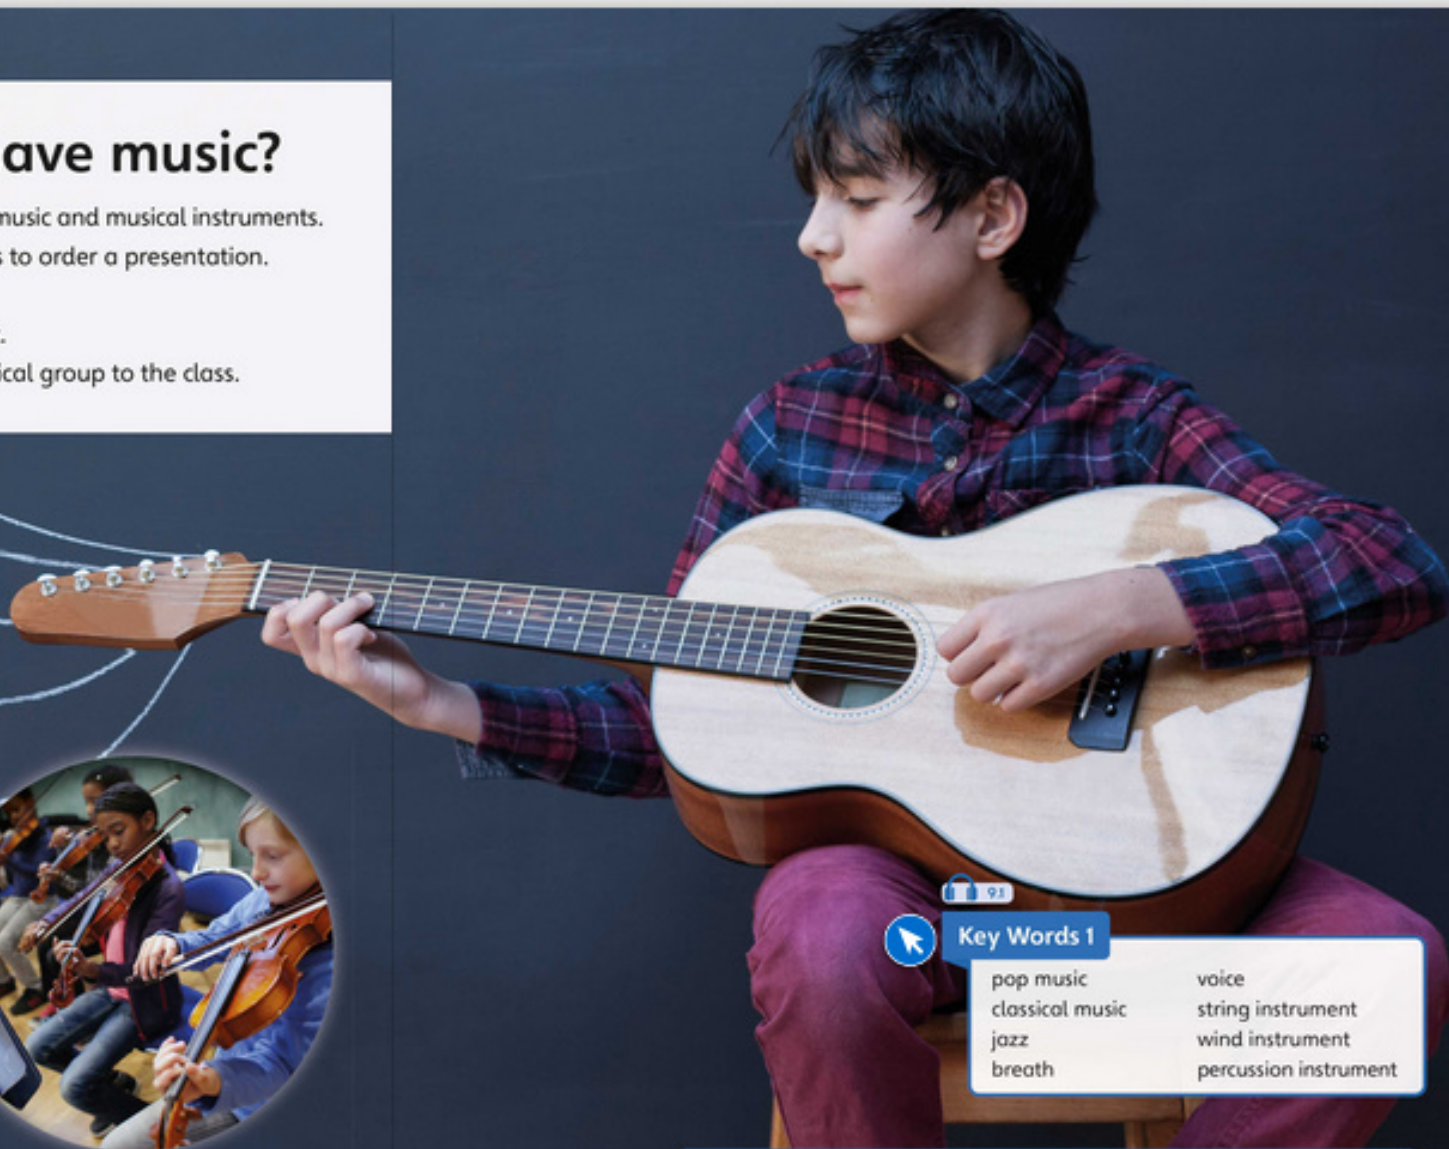 ave music?
music and musical instruments.
s to order a presentation.
ical group to the class.
9.1
Key Words 1
pop music
classical music
jazz
breath
voice
string instrument
wind instrument
percussion instrument